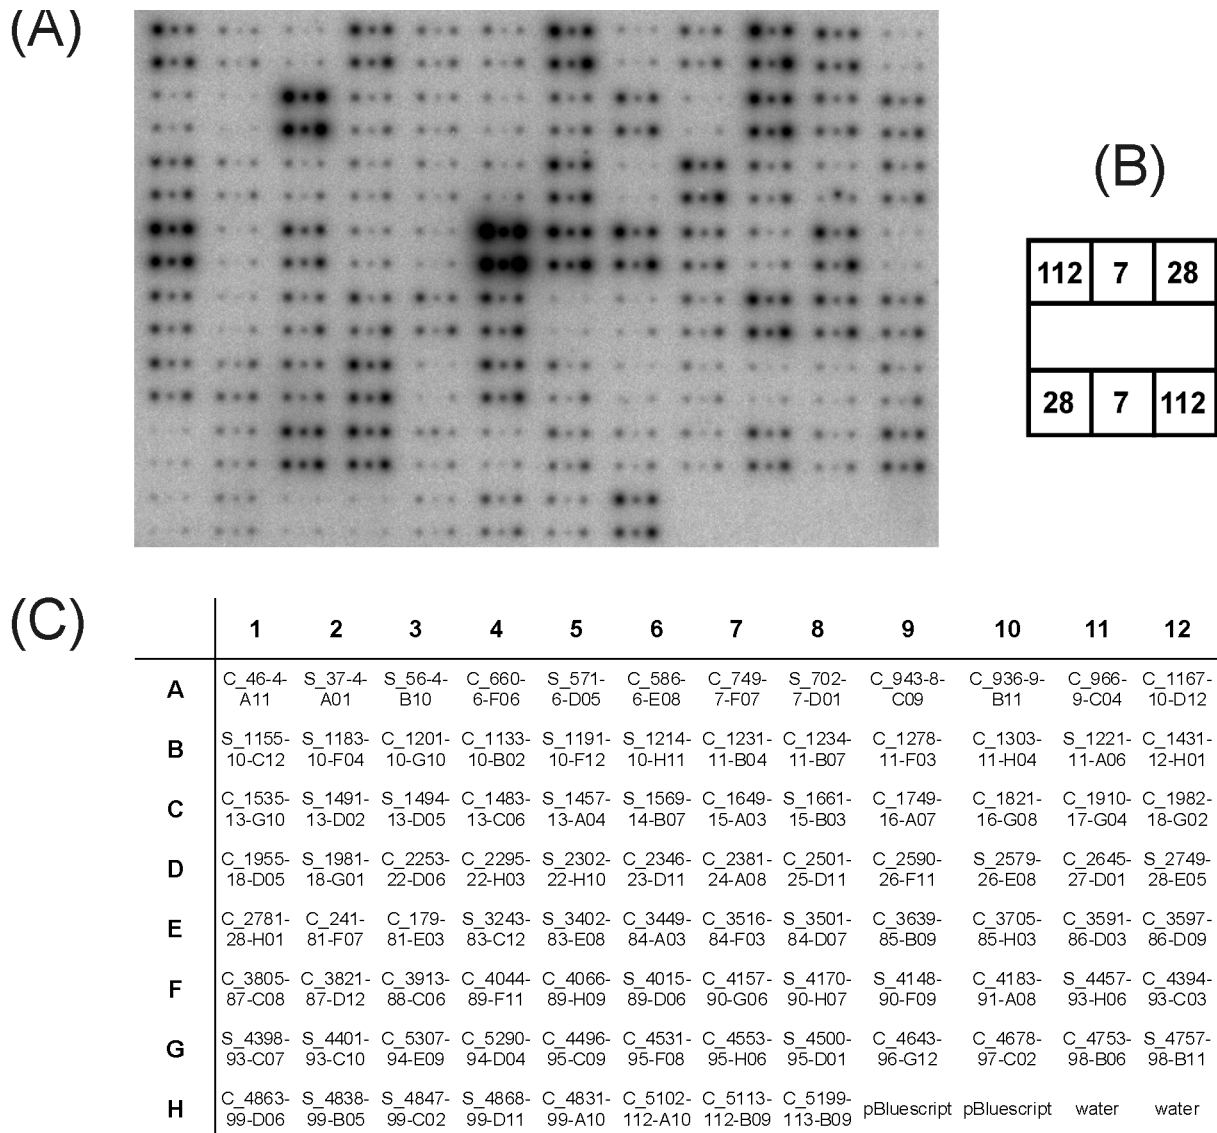 (A)
(B)
112 7 28
28 7 112
(C)
1 2 3 4 5 6 7 8 9 10 11 12
A C_46-4- S_37-4- S_56-4- C_660- S_571- C_586- C_749- S_702- C_943-8- C_936-9- C_966- C_1167-
A11 A01 B10 6-F06 6-D05 6-E08 7-F07 7-D01 C09 B11 9-C04 10-D12
B S_1155- S_1183- C_1201- C_1133- S_1191- S_1214- C_1231- C_1234- C_1278- C_1303- S_1221- C_1431-
10-C12 10-F04 10-G10 10-B02 10-F12 10-H11 11-B04 11-B07 11-F03 11-H04 11-A06 12-H01
C C_1535- S_1491- S_1494- C_1483- S_1457- S_1569- C_1649- S_1661- C_1749- C_1821- C_1910- C_1982-
13-G10 13-D02 13-D05 13-C06 13-A04 14-B07 15-A03 15-B03 16-A07 16-G08 17-G04 18-G02
D C_1955- S_1981- C_2253- C_2295- S_2302- C_2346- C_2381- C_2501- C_2590- S_2579- C_2645- S_2749-
18-D05 18-G01 22-D06 22-H03 22-H10 23-D11 24-A08 25-D11 26-F11 26-E08 27-D01 28-E05
E C_2781- C_241- C_179- S_3243- S_3402- C_3449- C_3516- S_3501- C_3639- C_3705- C_3591- C_3597-
28-H01 81-F07 81-E03 83-C12 83-E08 84-A03 84-F03 84-D07 85-B09 85-H03 86-D03 86-D09
F C_3805- C_3821- C_3913- C_4044- C_4066- S_4015- C_4157- S_4170- S_4148- C_4183- S_4457- C_4394-
87-C08 87-D12 88-C06 89-F11 89-H09 89-D06 90-G06 90-H07 90-F09 91-A08 93-H06 93-C03
G S_4398- S_4401- C_5307- C_5290- C_4496- C_4531- C_4553- S_4500- C_4643- C_4678- C_4753- S_4757-
93-C07 93-C10 94-E09 94-D04 95-C09 95-F08 95-H06 95-D01 96-G12 97-C02 98-B06 98-B11
H C_4863- S_4838- S_4847- S_4868- C_4831- C_5102- C_5113- C_5199- pBluescript pBluescript water water
99-D06 99-B05 99-C02 99-D11 99-A10 112-A10 112-B09 113-B09